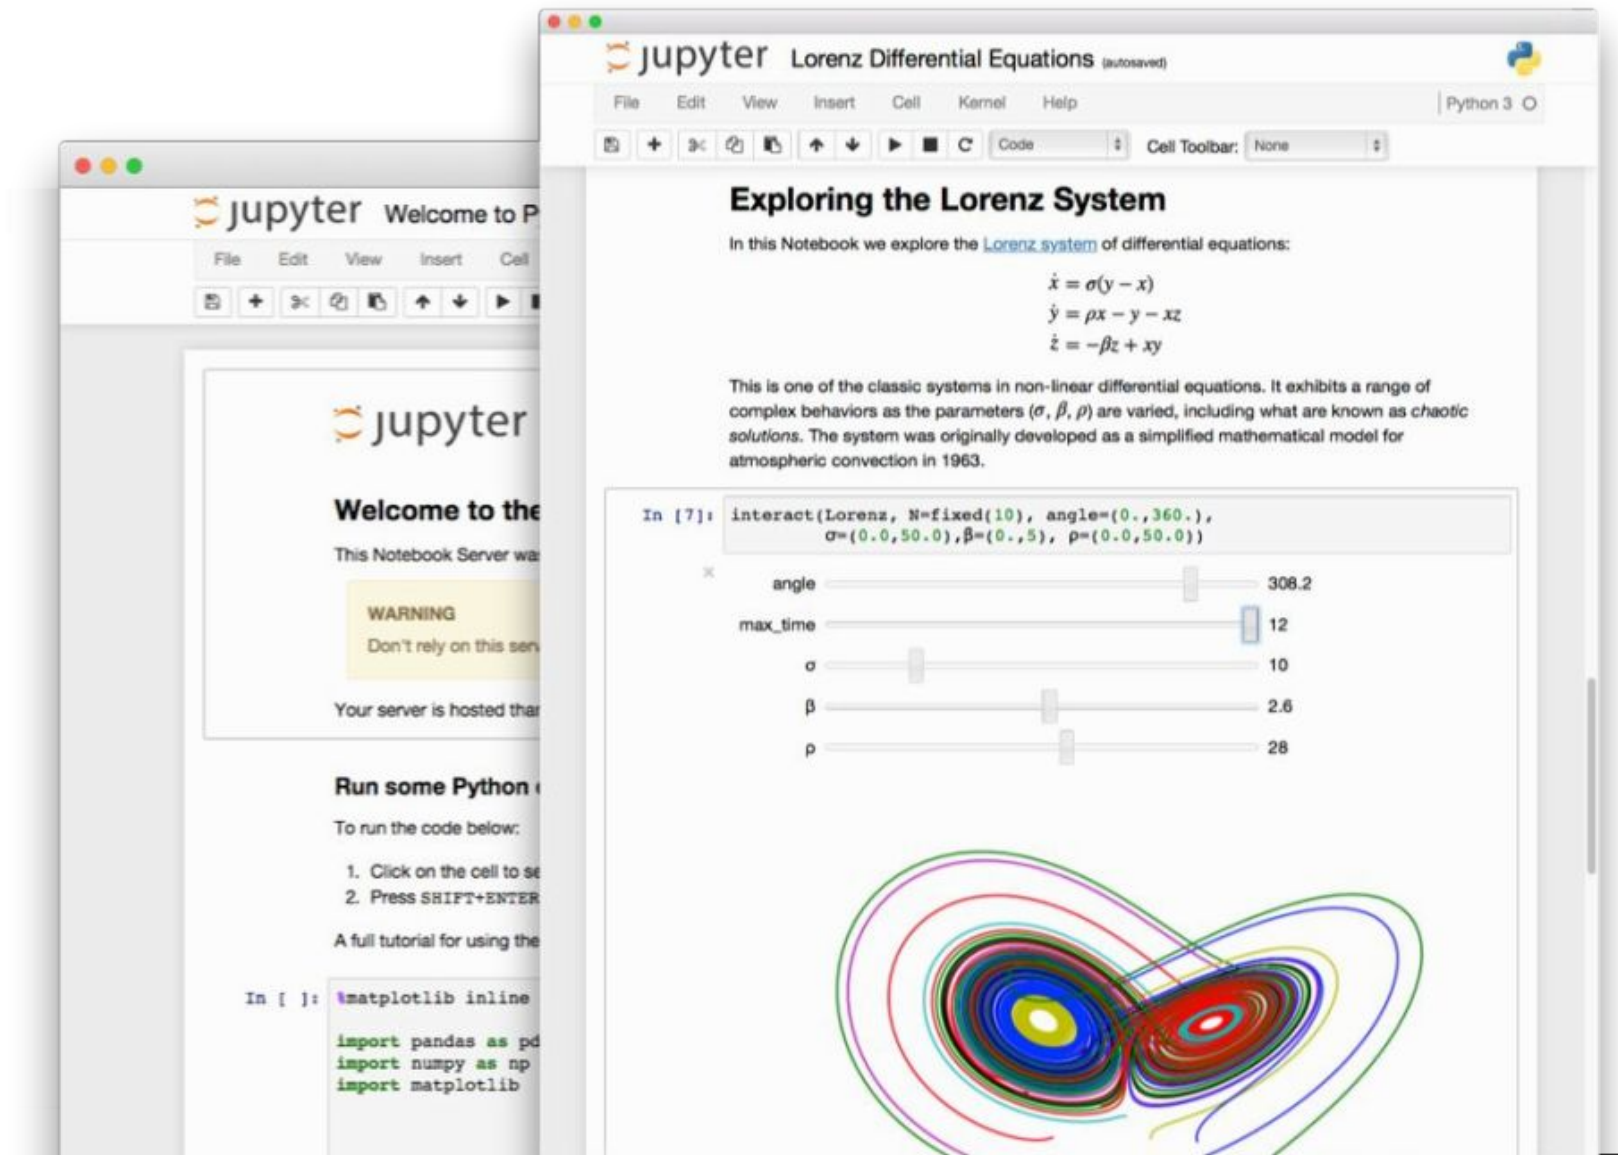 jupyter Lorenz Differential Equations (autosaved)
File Edit View Insert Cell Kernel Help Python 3
Code Cell Toolbar: None
Exploring the Lorenz System
In this Notebook we explore the Lorenz system of differential equations:
ẋ = σ(y − x)
ẏ = ρx − y − xz
ż = −βz + xy
This is one of the classic systems in non-linear differential equations. It exhibits a range of
complex behaviors as the parameters (σ, β, ρ) are varied, including what are known as chaotic
solutions. The system was originally developed as a simplified mathematical model for
atmospheric convection in 1963.
In [7]: interact(Lorenz, N=fixed(10), angle=(0.,360.),
σ=(0.0,50.0),β=(0.,5), ρ=(0.0,50.0))
angle 308.2
max_time 12
σ 10
β 2.6
ρ 28
jupyter Welcome to P
File Edit View Insert Cell
jupyter
Welcome to the
This Notebook Server was
WARNING
Don't rely on this serv
Your server is hosted than
Run some Python
To run the code below:
1. Click on the cell to se
2. Press SHIFT+ENTER
A full tutorial for using the
In [ ]: %matplotlib inline
import pandas as pd
import numpy as np
import matplotlib